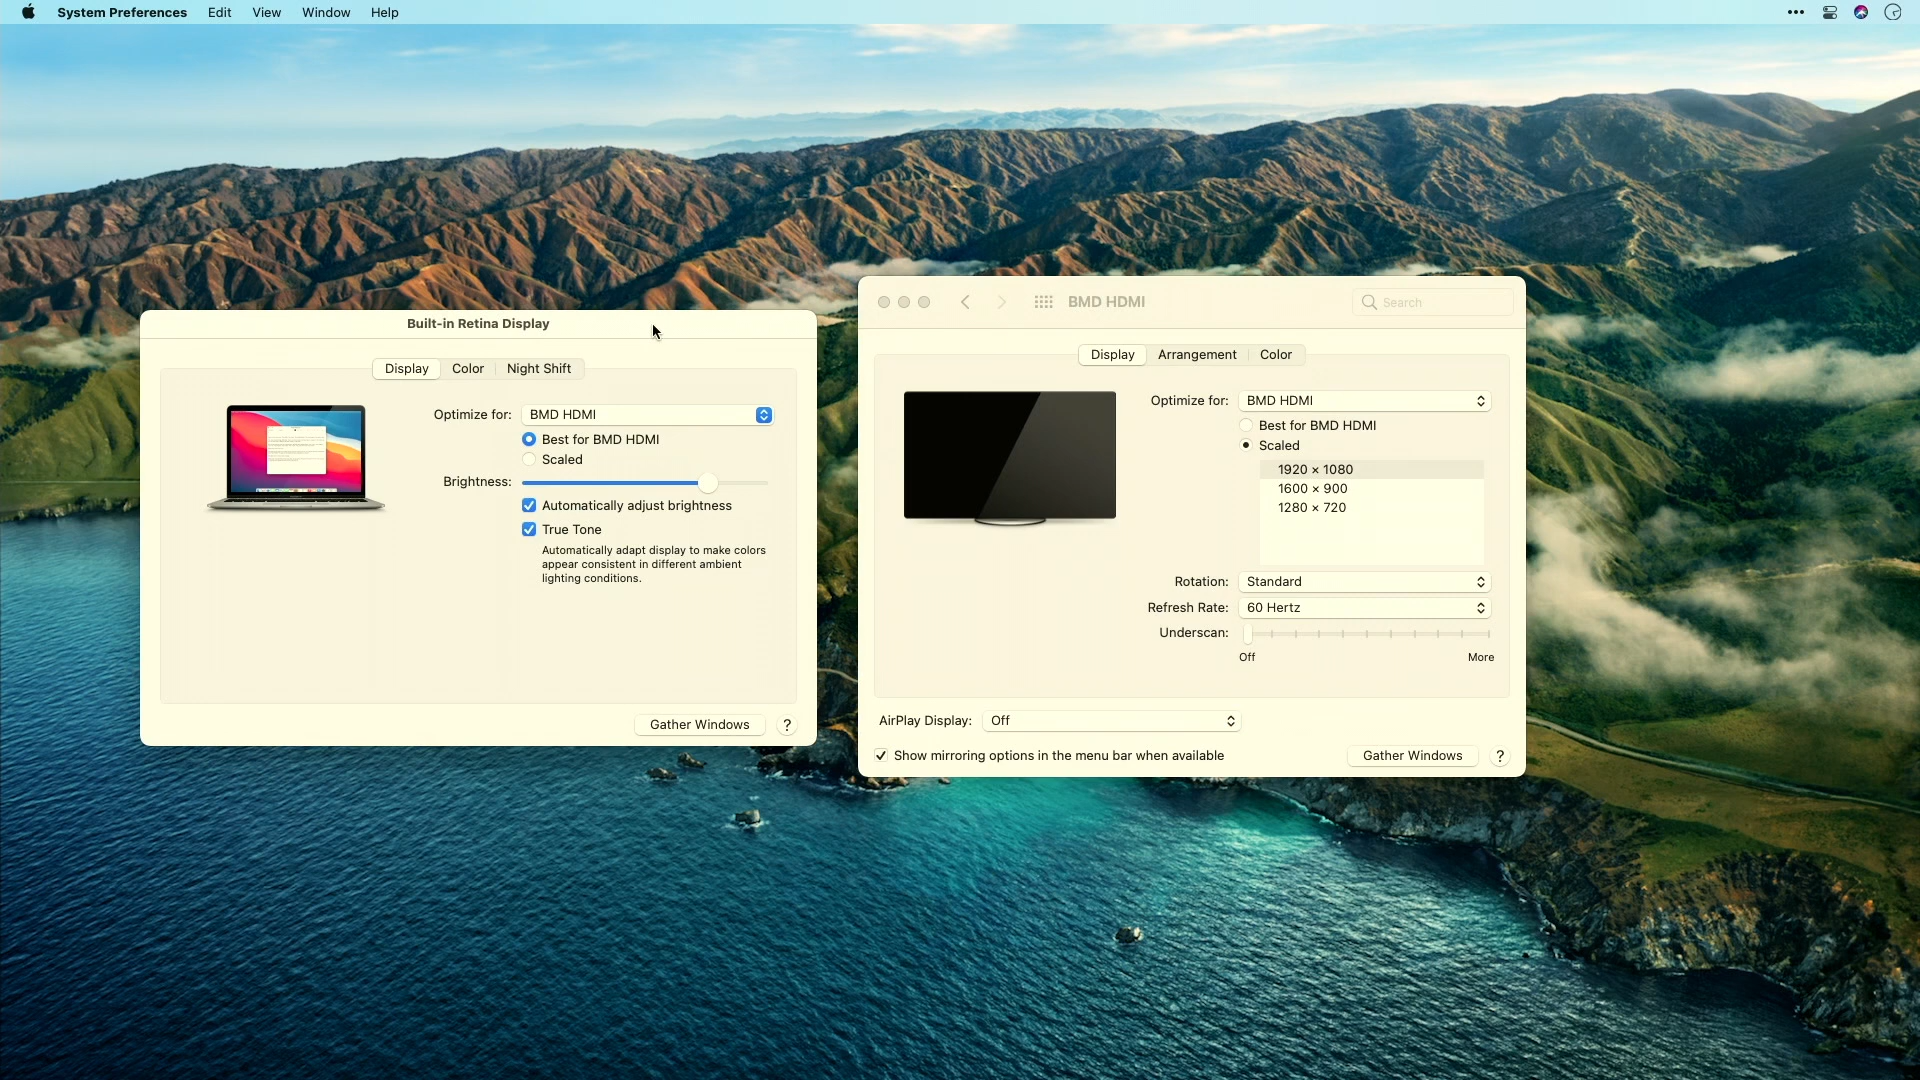 System Preferences Edit View Window Help
Built-in Retina Display
Display Color Night Shift
Optimize for: BMD HDMI
Best for BMD HDMI
Scaled
Brightness:
Automatically adjust brightness
True Tone
Automatically adapt display to make colors
appear consistent in different ambient
lighting conditions.
Gather Windows ?
BMD HDMI Search
Display Arrangement Color
Optimize for: BMD HDMI
Best for BMD HDMI
Scaled
1920 × 1080
1600 × 900
1280 × 720
Rotation: Standard
Refresh Rate: 60 Hertz
Underscan:
Off More
AirPlay Display: Off
Show mirroring options in the menu bar when available Gather Windows ?